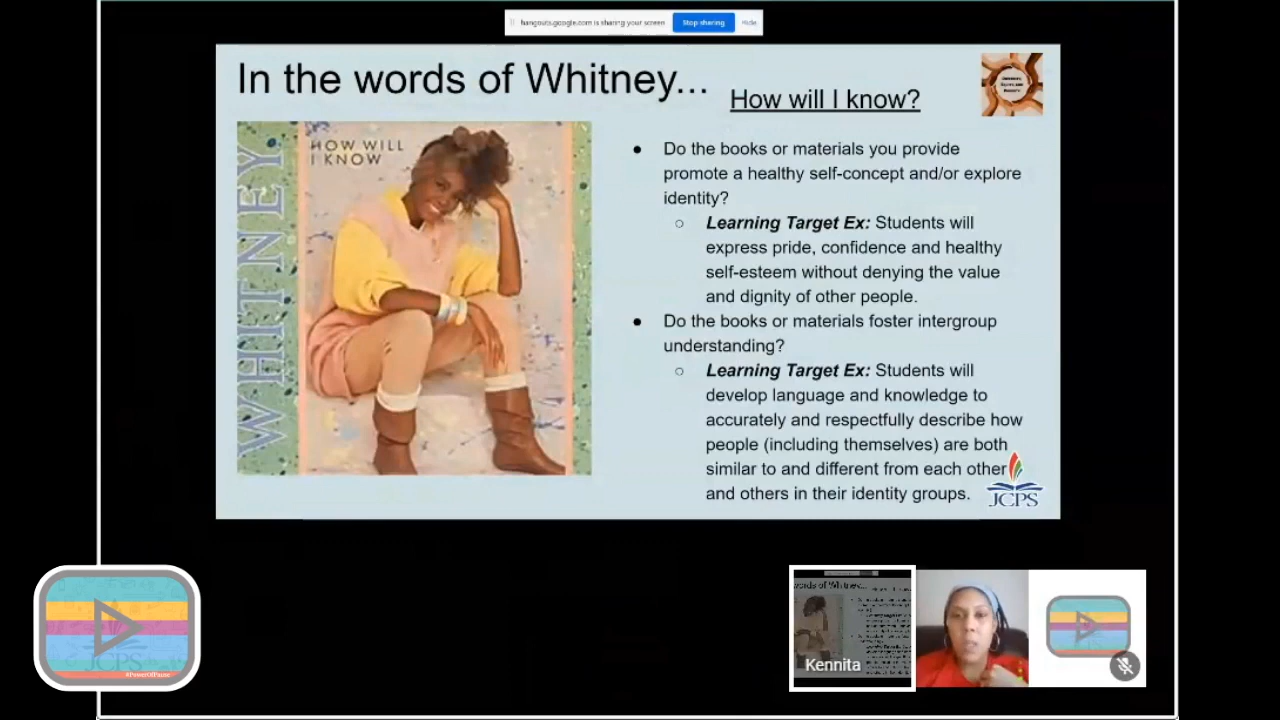 hangouts.google.com is sharing your screen
Stop sharing
Hide
In the words of Whitney...
How will I know?
WHITNEY
HOW WILL
I KNOW
● Do the books or materials you provide
promote a healthy self-concept and/or explore
identity?
○ Learning Target Ex: Students will
express pride, confidence and healthy
self-esteem without denying the value
and dignity of other people.
● Do the books or materials foster intergroup
understanding?
○ Learning Target Ex: Students will
develop language and knowledge to
accurately and respectfully describe how
people (including themselves) are both
similar to and different from each other
and others in their identity groups.
JCPS
JCPS
#PowerOfPause
words of Whitney...
Kennita